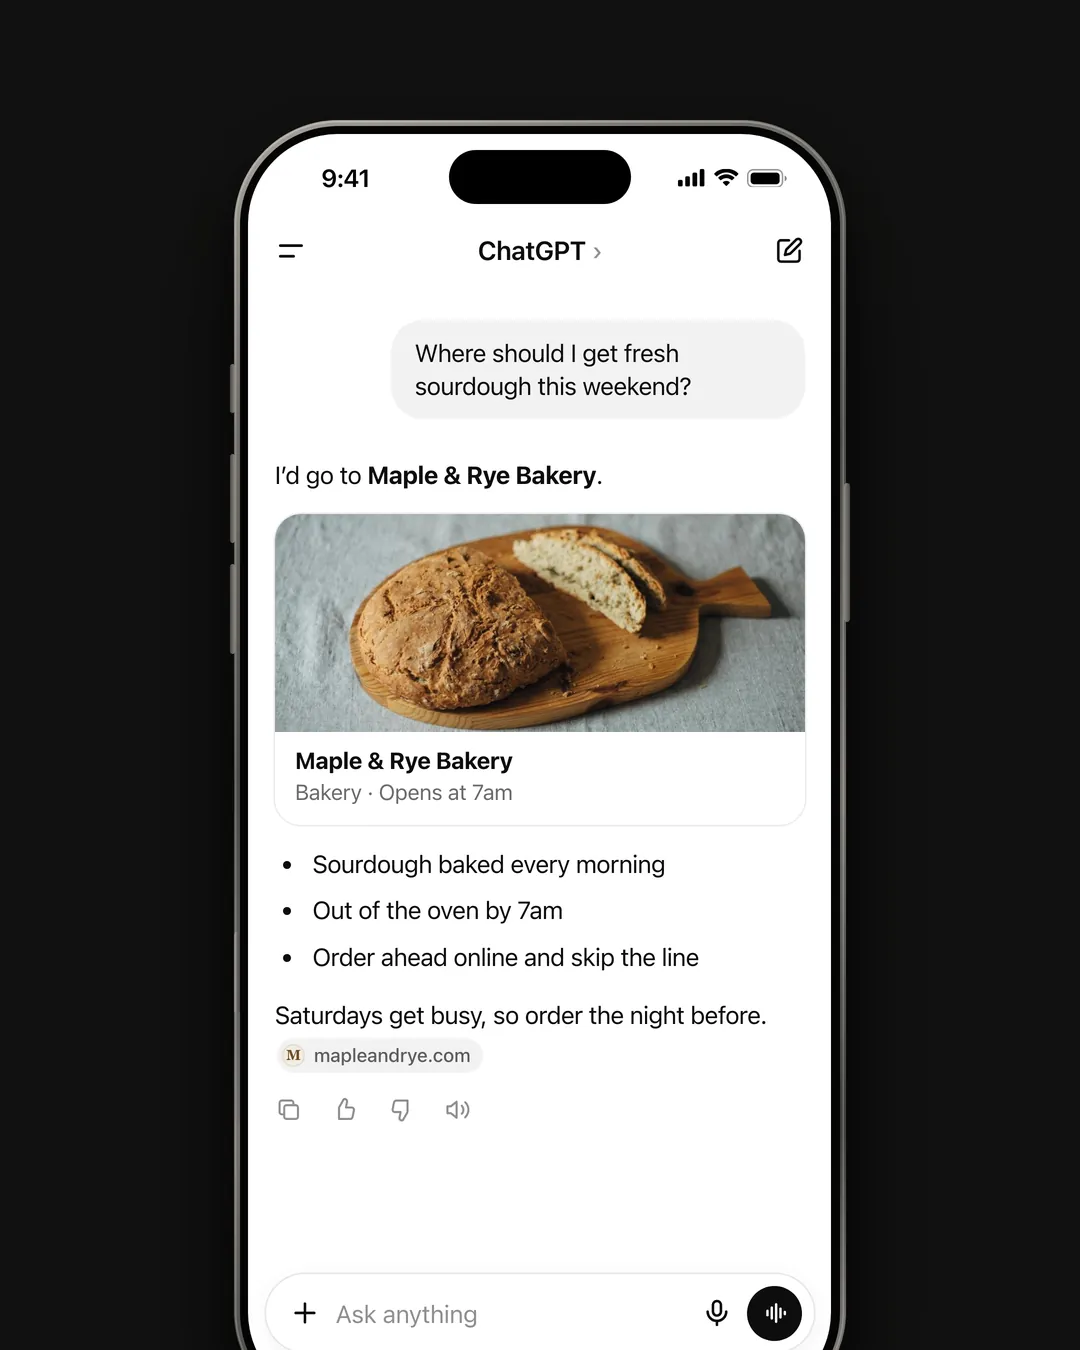 9:41
ChatGPT ›
Where should I get fresh
sourdough this weekend?
I’d go to Maple & Rye Bakery.
Maple & Rye Bakery
Bakery · Opens at 7am
• Sourdough baked every morning
• Out of the oven by 7am
• Order ahead online and skip the line
Saturdays get busy, so order the night before.
M mapleandrye.com
Ask anything